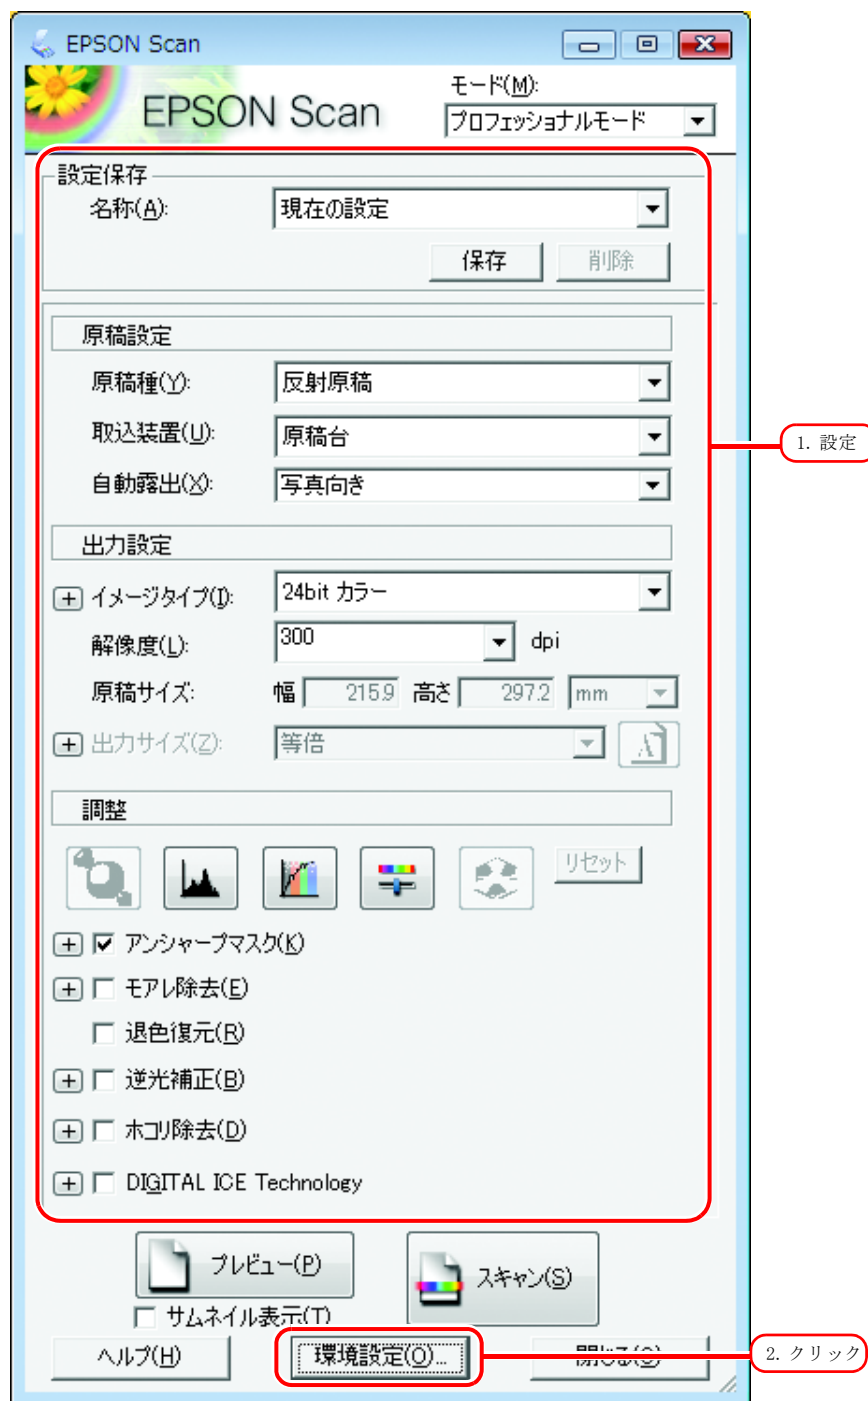 EPSON Scan
EPSON Scan
モード(M):
プロフェッショナルモード
設定保存
名称(A):
現在の設定
保存
削除
原稿設定
原稿種(Y):
反射原稿
取込装置(U):
原稿台
自動露出(X):
写真向き
1. 設定
出力設定
イメージタイプ(I):
24bit カラー
解像度(L):
300
dpi
原稿サイズ:
幅
215.9
高さ
297.2
mm
出力サイズ(Z):
等倍
調整
リセット
アンシャープマスク(K)
モアレ除去(E)
退色復元(R)
逆光補正(B)
ホコリ除去(D)
DIGITAL ICE Technology
プレビュー(P)
スキャン(S)
サムネイル表示(T)
ヘルプ(H)
環境設定(O)...
閉じる(C)
2. クリック